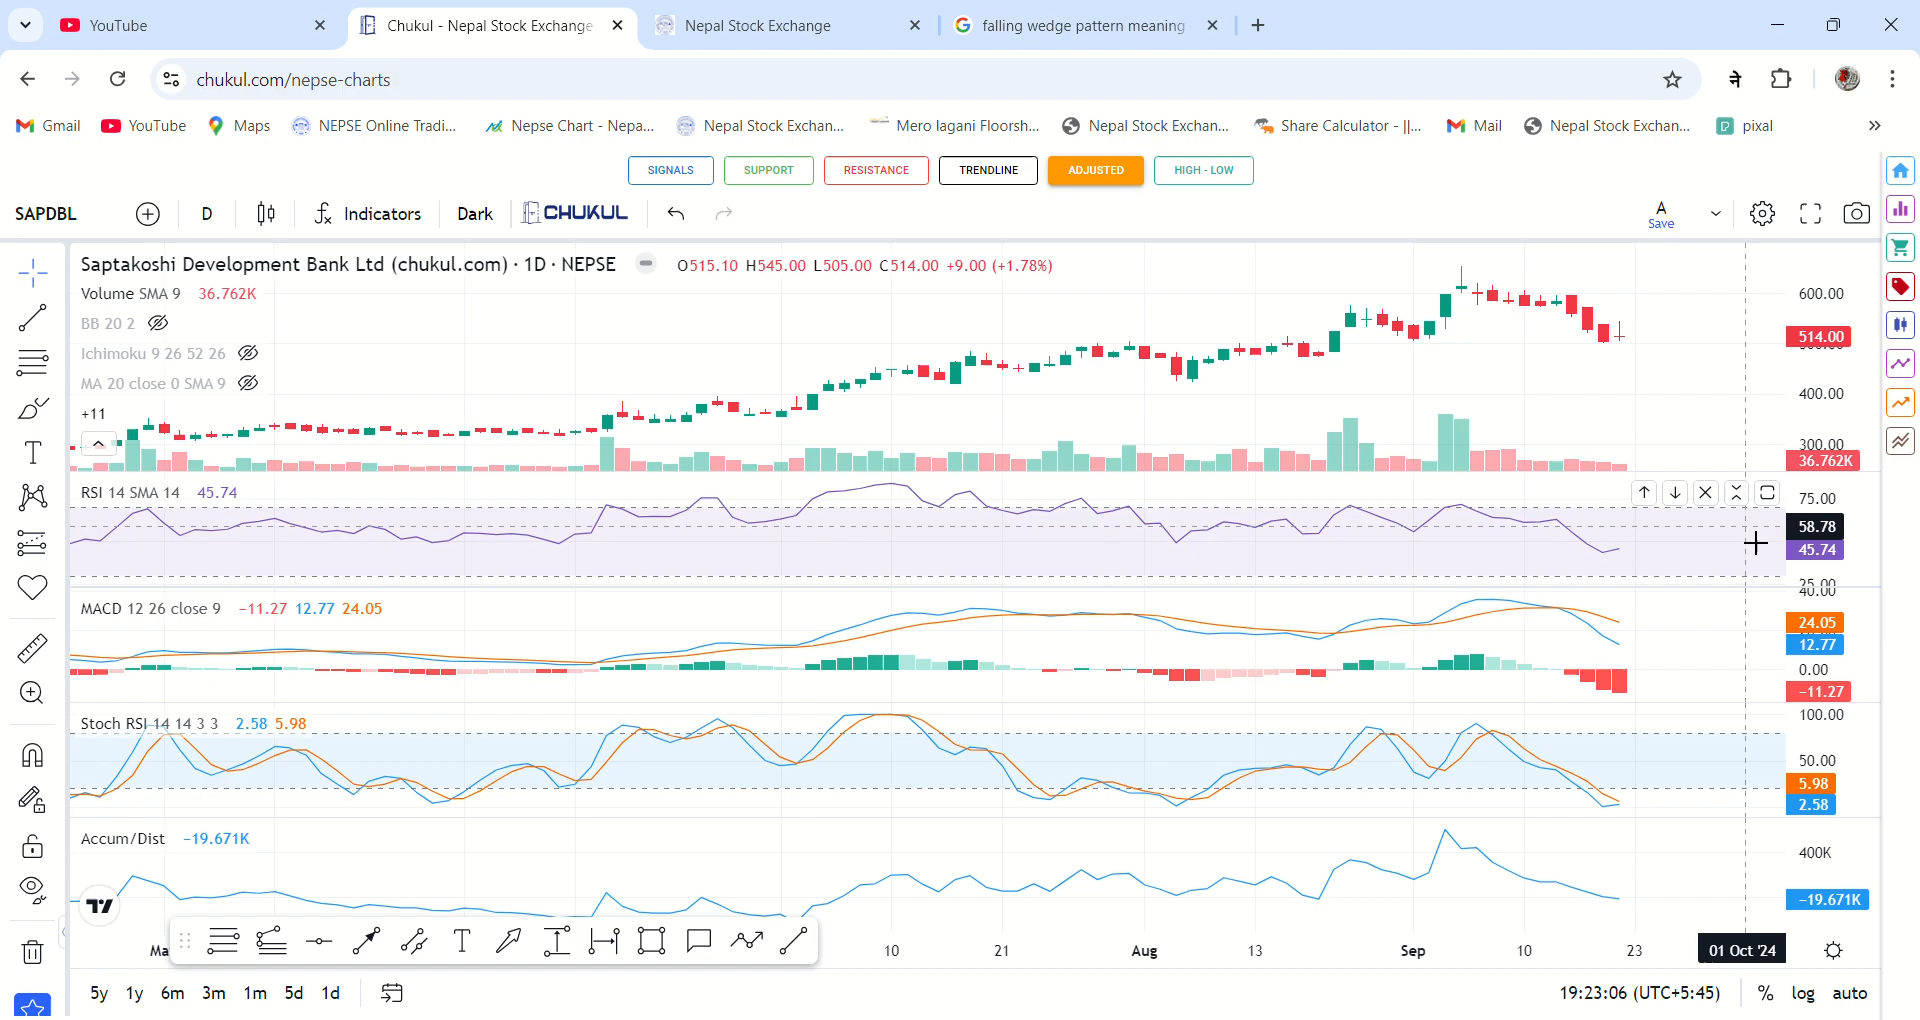 YouTube
Chukul - Nepal Stock Exchange
Nepal Stock Exchange
falling wedge pattern meaning
chukul.com/nepse-charts
ने
Gmail
YouTube
Maps
NEPSE Online Tradi...
Nepse Chart - Nepa...
Nepal Stock Exchan...
Mero lagani Floorsh...
Nepal Stock Exchan...
Share Calculator - ||...
Mail
Nepal Stock Exchan...
pixal
SIGNALS
SUPPORT
RESISTANCE
TRENDLINE
ADJUSTED
HIGH - LOW
SAPDBL
D
Indicators
Dark
CHUKUL
A
Save
Saptakoshi Development Bank Ltd (chukul.com) · 1D · NEPSE
O515.10 H545.00 L505.00 C514.00 +9.00 (+1.78%)
Volume SMA 9 36.762K
BB 20 2
Ichimoku 9 26 52 26
MA 20 close 0 SMA 9
+11
600.00
514.00
400.00
300.00
36.762K
RSI 14 SMA 14 45.74
75.00
58.78
45.74
25.00
MACD 12 26 close 9 −11.27 12.77 24.05
40.00
24.05
12.77
0.00
−11.27
Stoch RSI 14 14 3 3 2.58 5.98
100.00
50.00
5.98
2.58
Accum/Dist −19.671K
400K
−19.671K
Ma
10
21
Aug
13
Sep
10
23
01 Oct '24
5y 1y 6m 3m 1m 5d 1d
19:23:06 (UTC+5:45)
% log auto